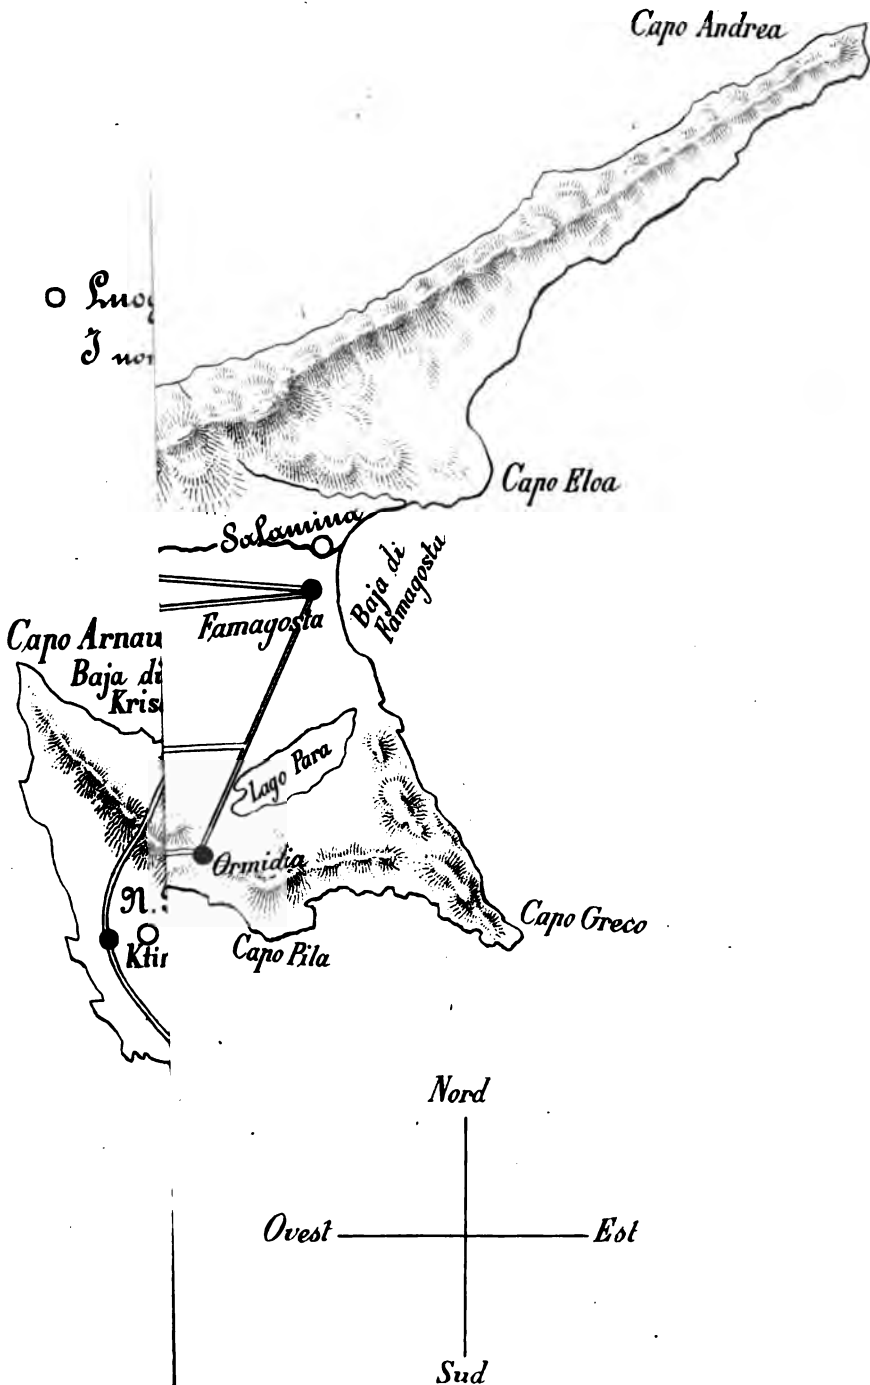 Capo Andrea
Capo Eloa
Salamina
Baja di
Famagosta
Famagosta
Capo Arnau
Baja di
Kris
Lago Para
Ormidia
N.
Capo Greco
Capo Pila
Nord
Ovest
Est
Sud